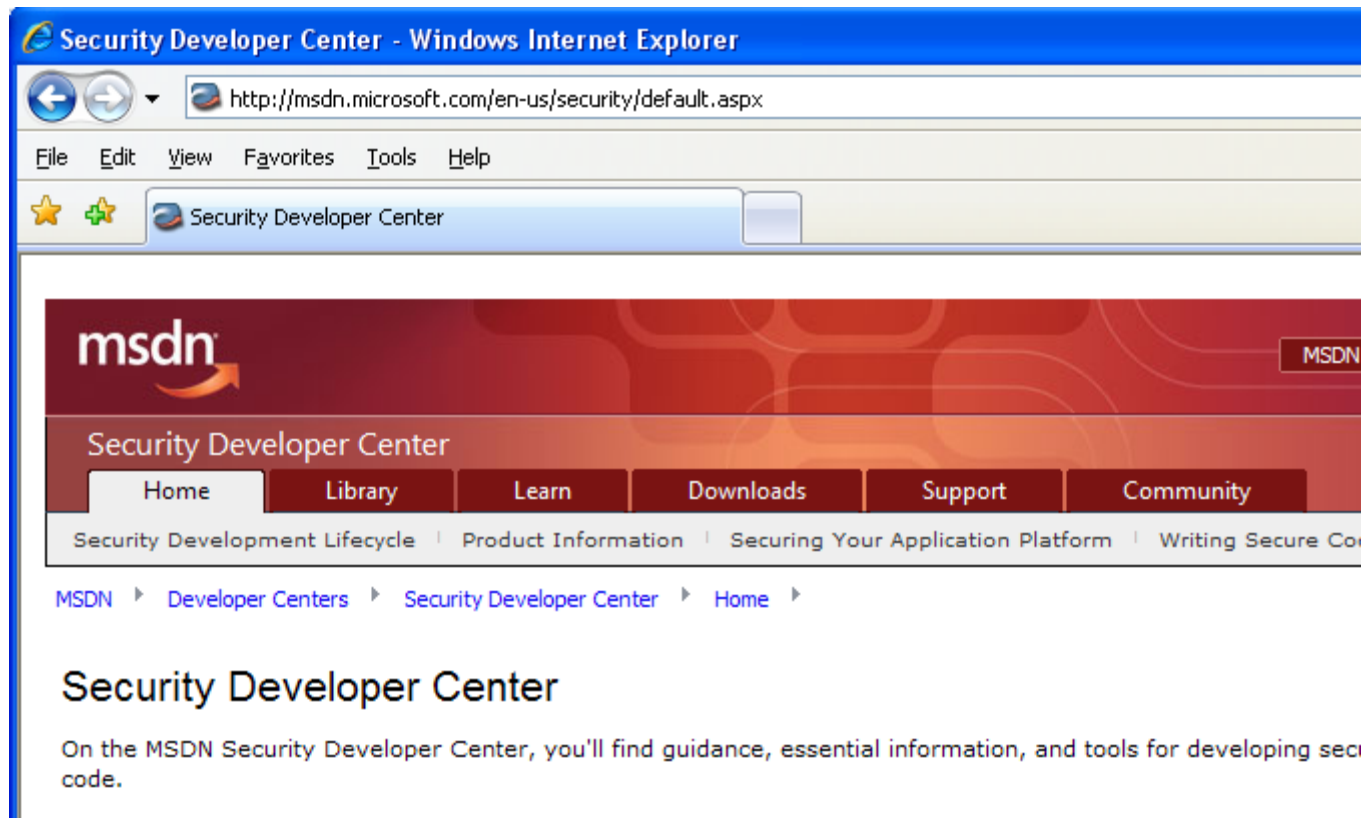 Security Developer Center - Windows Internet Explorer
http://msdn.microsoft.com/en-us/security/default.aspx
File Edit View Favorites Tools Help
Security Developer Center
msdn
MSDN
Security Developer Center
Home Library Learn Downloads Support Community
Security Development Lifecycle Product Information Securing Your Application Platform Writing Secure
MSDN Developer Centers Security Developer Center Home
Security Developer Center
On the MSDN Security Developer Center, you'll find guidance, essential information, and tools for developing
code.